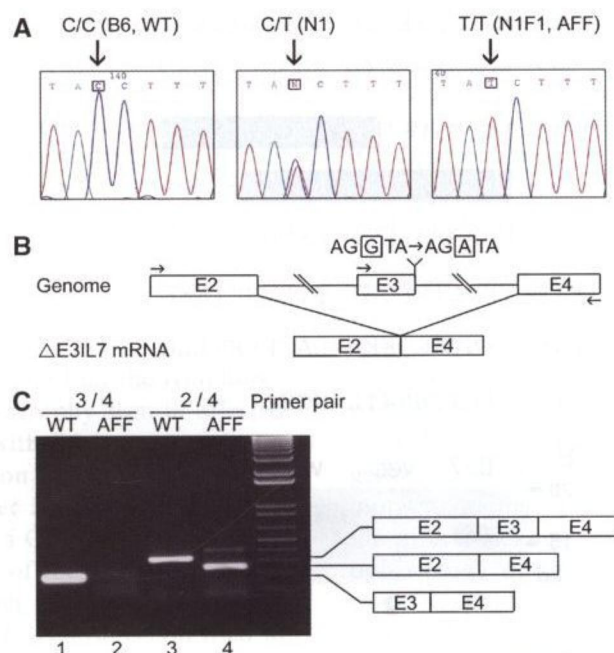 A
C/C (B6, WT) C/T (N1) T/T (N1F1, AFF)
140 40
T A C C T T T T A N C T T T T A T C T T T
B
AG G TA→AG A TA
Genome E2 E3 E4
△E3IL7 mRNA E2 E4
C
3 / 4 2 / 4 Primer pair
WT AFF WT AFF
E2 E3 E4
E2 E4
E3 E4
1 2 3 4